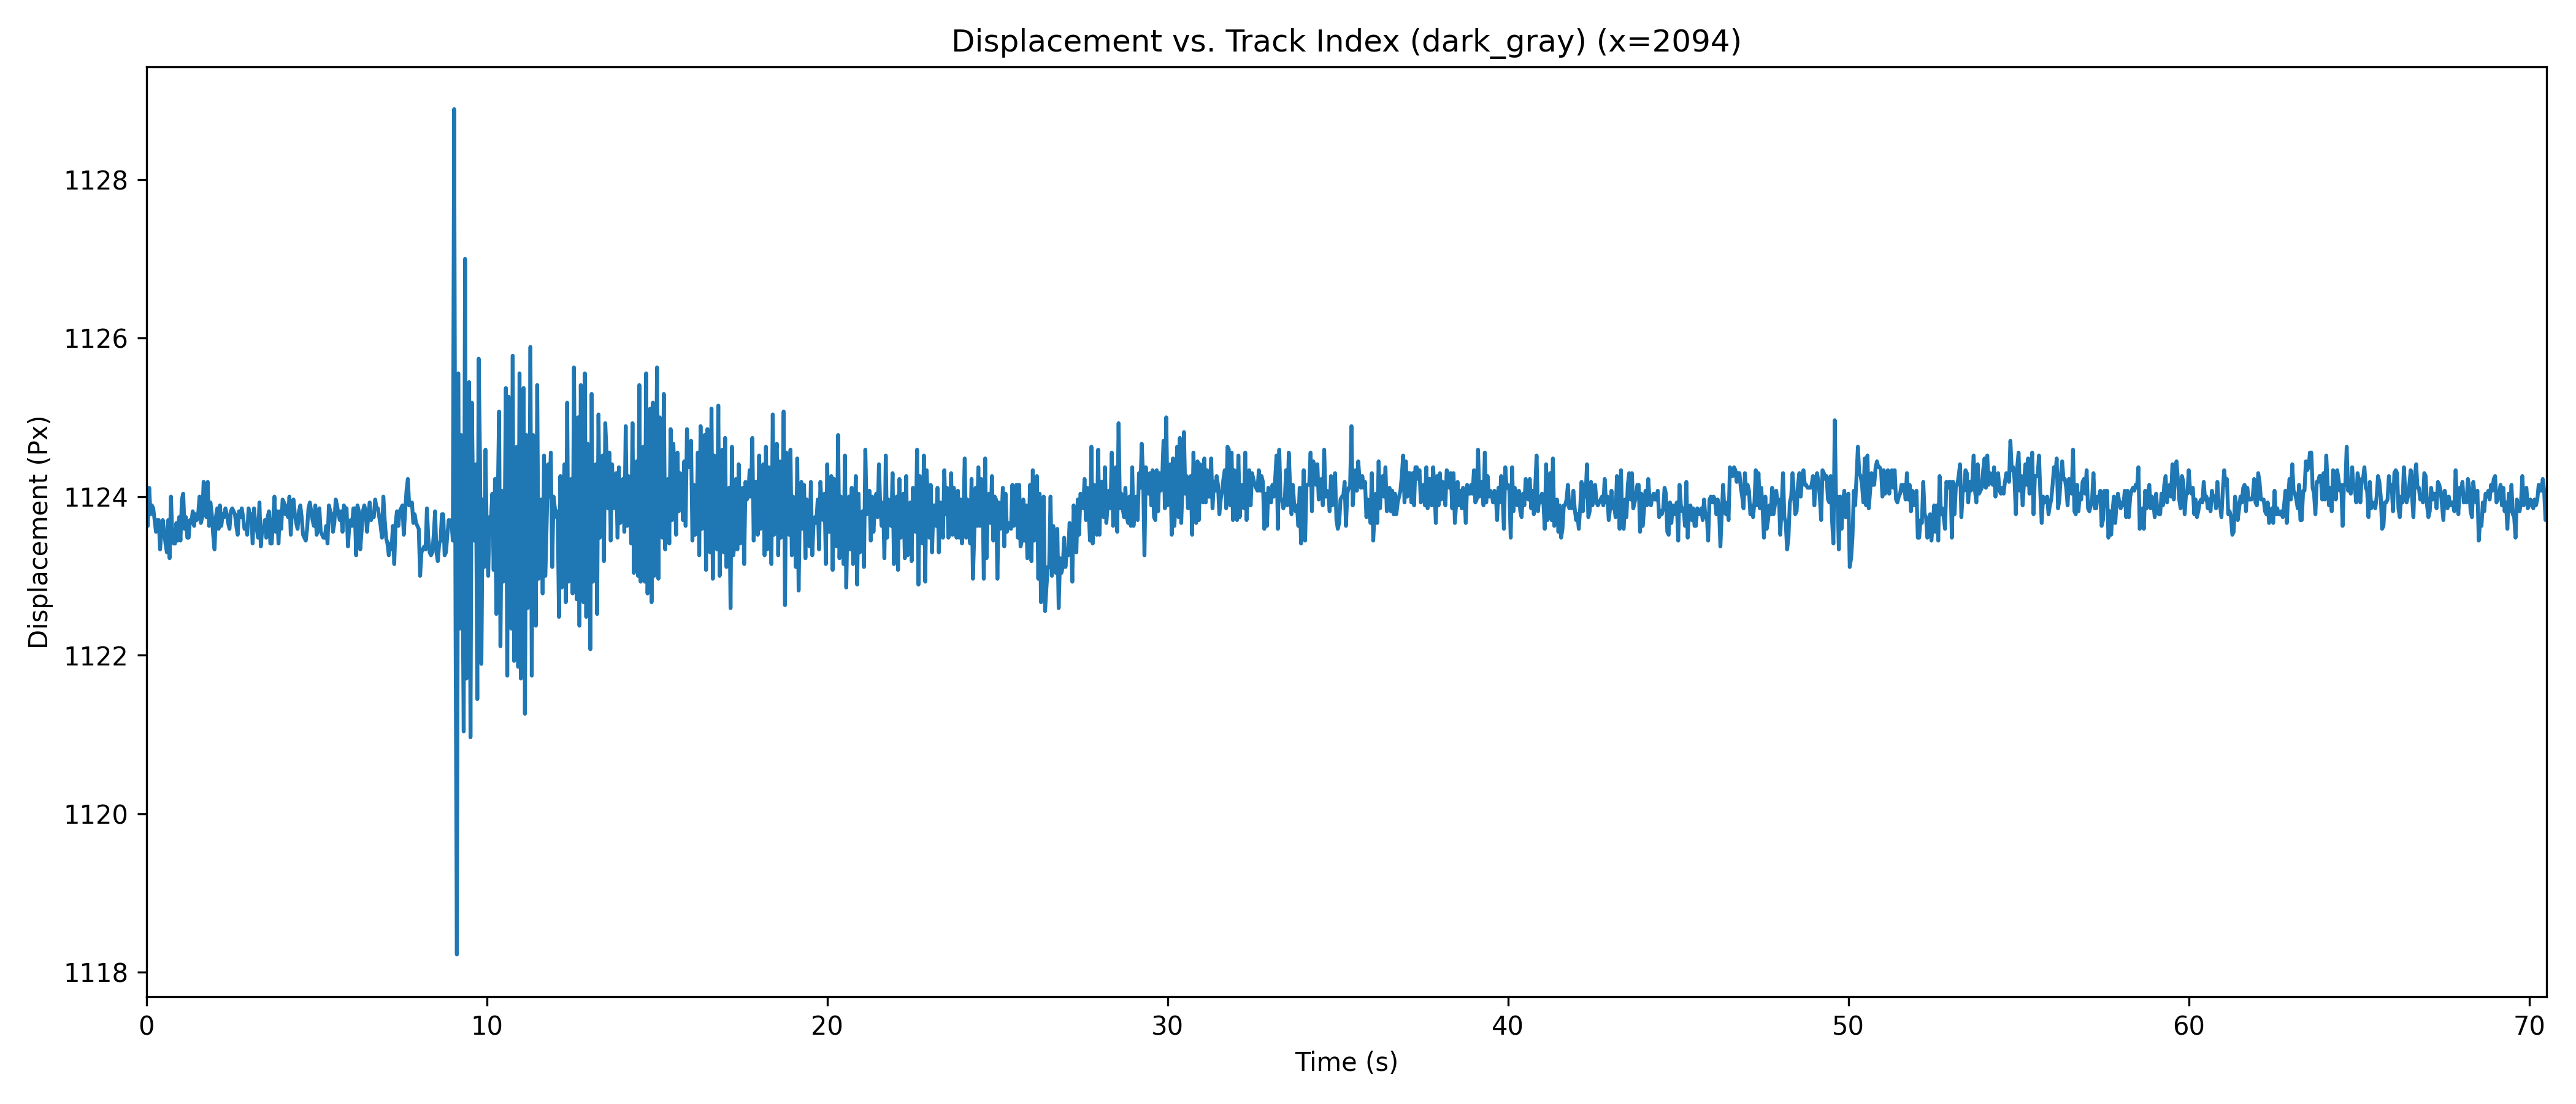 Displacement vs. Track Index (dark_gray) (x=2094)
Displacement (Px)
1128
1126
1124
1122
1120
1118
0 10 20 30 40 50 60 70
Time (s)